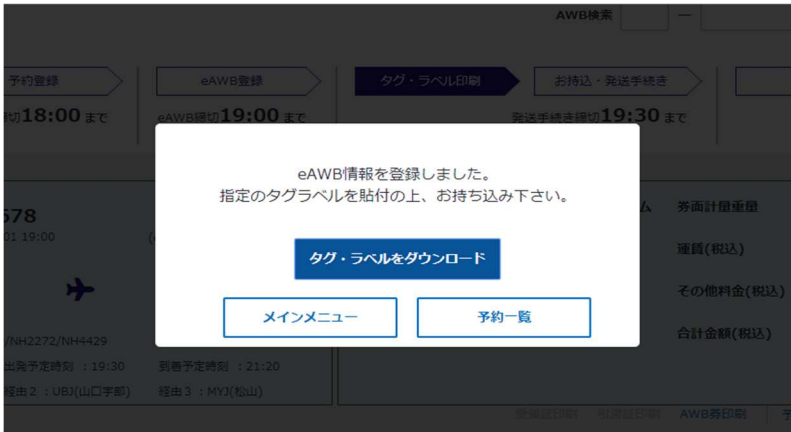 AWB検索 —
予約登録 eAWB登録 タグ・ラベル印刷 お持込・発送手続き
18:00 まで eAWB締切19:00 まで 発送手続き締切19:30 まで
eAWB情報を登録しました。
指定のタグラベルを貼付の上、お持ち込み下さい。
タグ・ラベルをダウンロード
メインメニュー 予約一覧
678
01 19:00
券面計量重量
運賃(税込)
その他料金(税込)
合計金額(税込)
/NH2272/NH4429
出発予定時刻 :19:30 到着予定時刻 :21:20
経由2 :UBJ(山口宇部) 経由3 :MYJ(松山)
AWB券印刷